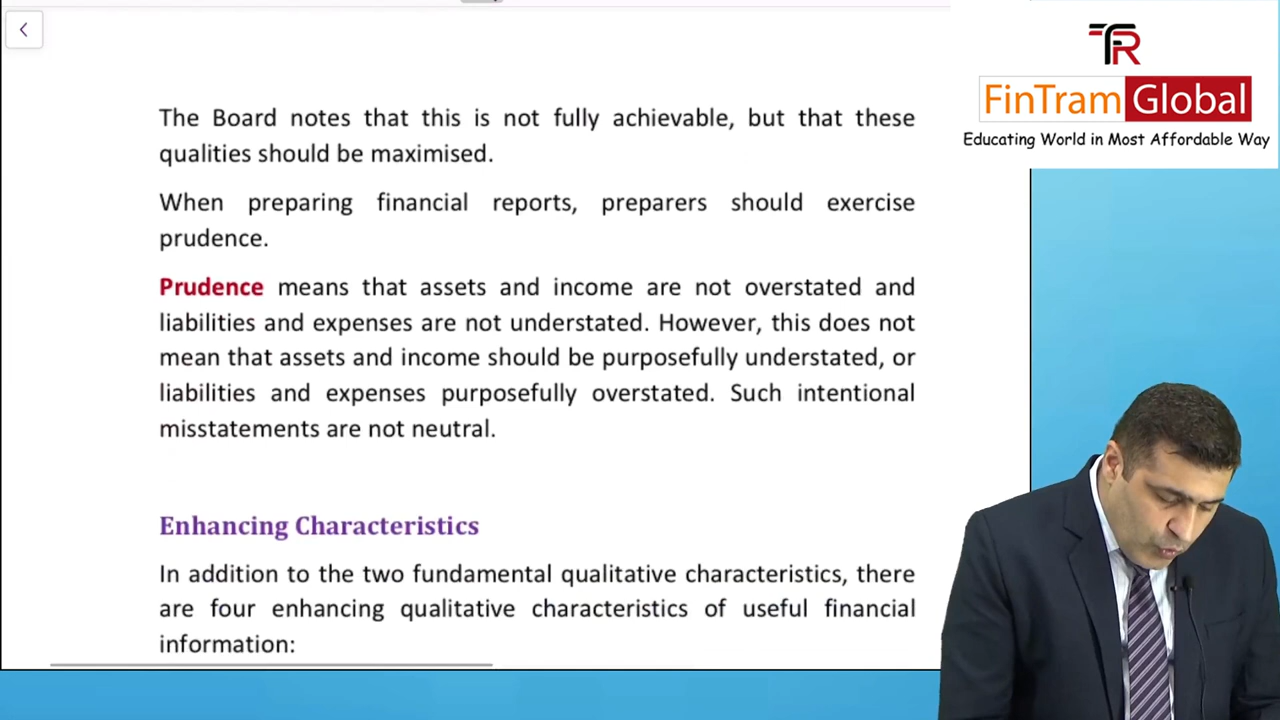 The Board notes that this is not fully achievable, but that these
qualities should be maximised.
When preparing financial reports, preparers should exercise
prudence.
Prudence means that assets and income are not overstated and
liabilities and expenses are not understated. However, this does not
mean that assets and income should be purposefully understated, or
liabilities and expenses purposefully overstated. Such intentional
misstatements are not neutral.
Enhancing Characteristics
In addition to the two fundamental qualitative characteristics, there
are four enhancing qualitative characteristics of useful financial
information:
FinTram Global
Educating World in Most Affordable Way